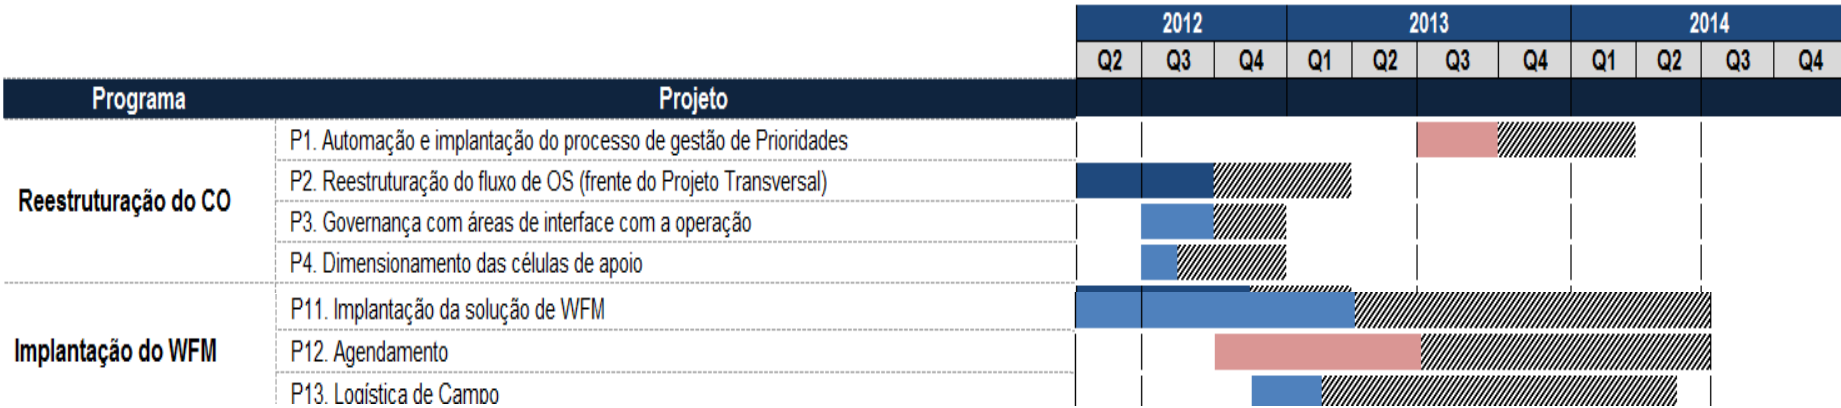 2012 2013 2014
Q2 Q3 Q4 Q1 Q2 Q3 Q4 Q1 Q2 Q3 Q4
Programa Projeto
Reestruturação do CO
P1. Automação e implantação do processo de gestão de Prioridades
P2. Reestruturação do fluxo de OS (frente do Projeto Transversal)
P3. Governança com áreas de interface com a operação
P4. Dimensionamento das células de apoio
Implantação do WFM
P11. Implantação da solução de WFM
P12. Agendamento
P13. Logística de Campo